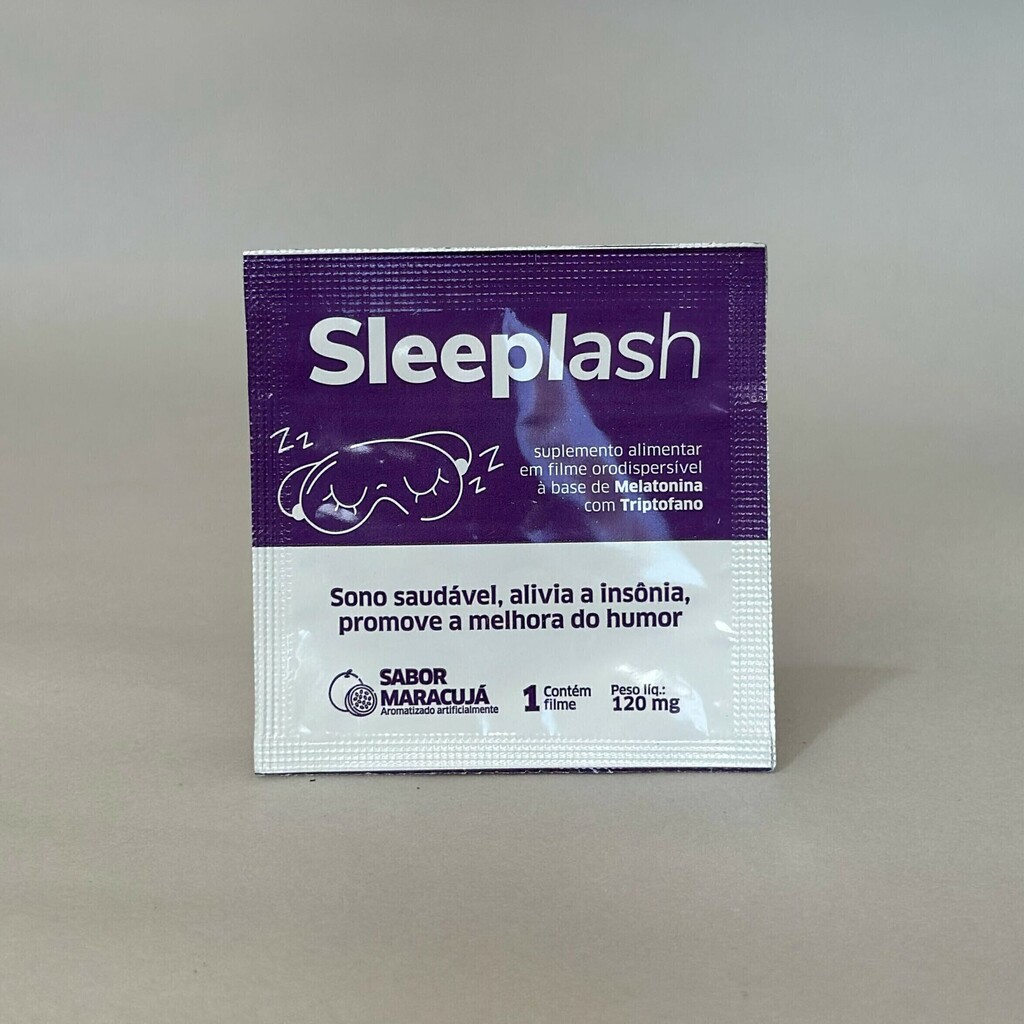 Sleeplash
Z Z
Z Z Z
suplemento alimentar
em filme orodispersível
à base de Melatonina
com Triptofano
Sono saudável, alivia a insônia,
promove a melhora do humor
SABOR
MARACUJÁ
Aromatizado artificialmente
1 Contém
filme
Peso líq.:
120 mg